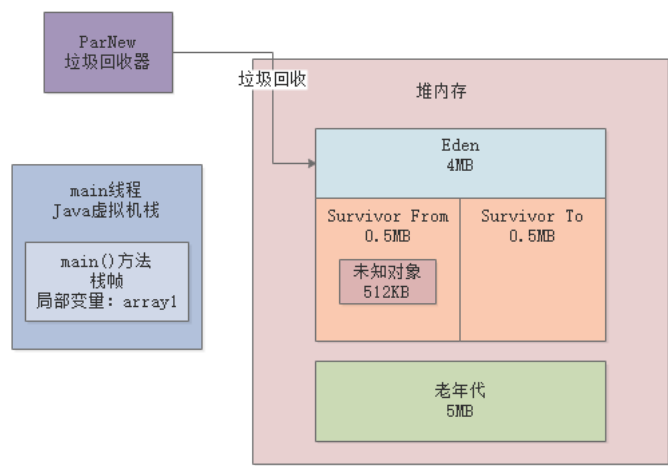 ParNew
垃圾回收器
垃圾回收
堆内存
Eden
4MB
main线程
Java虚拟机栈
main()方法
栈帧
局部变量: array1
Survivor From
0.5MB
Survivor To
0.5MB
未知对象
512KB
老年代
5MB